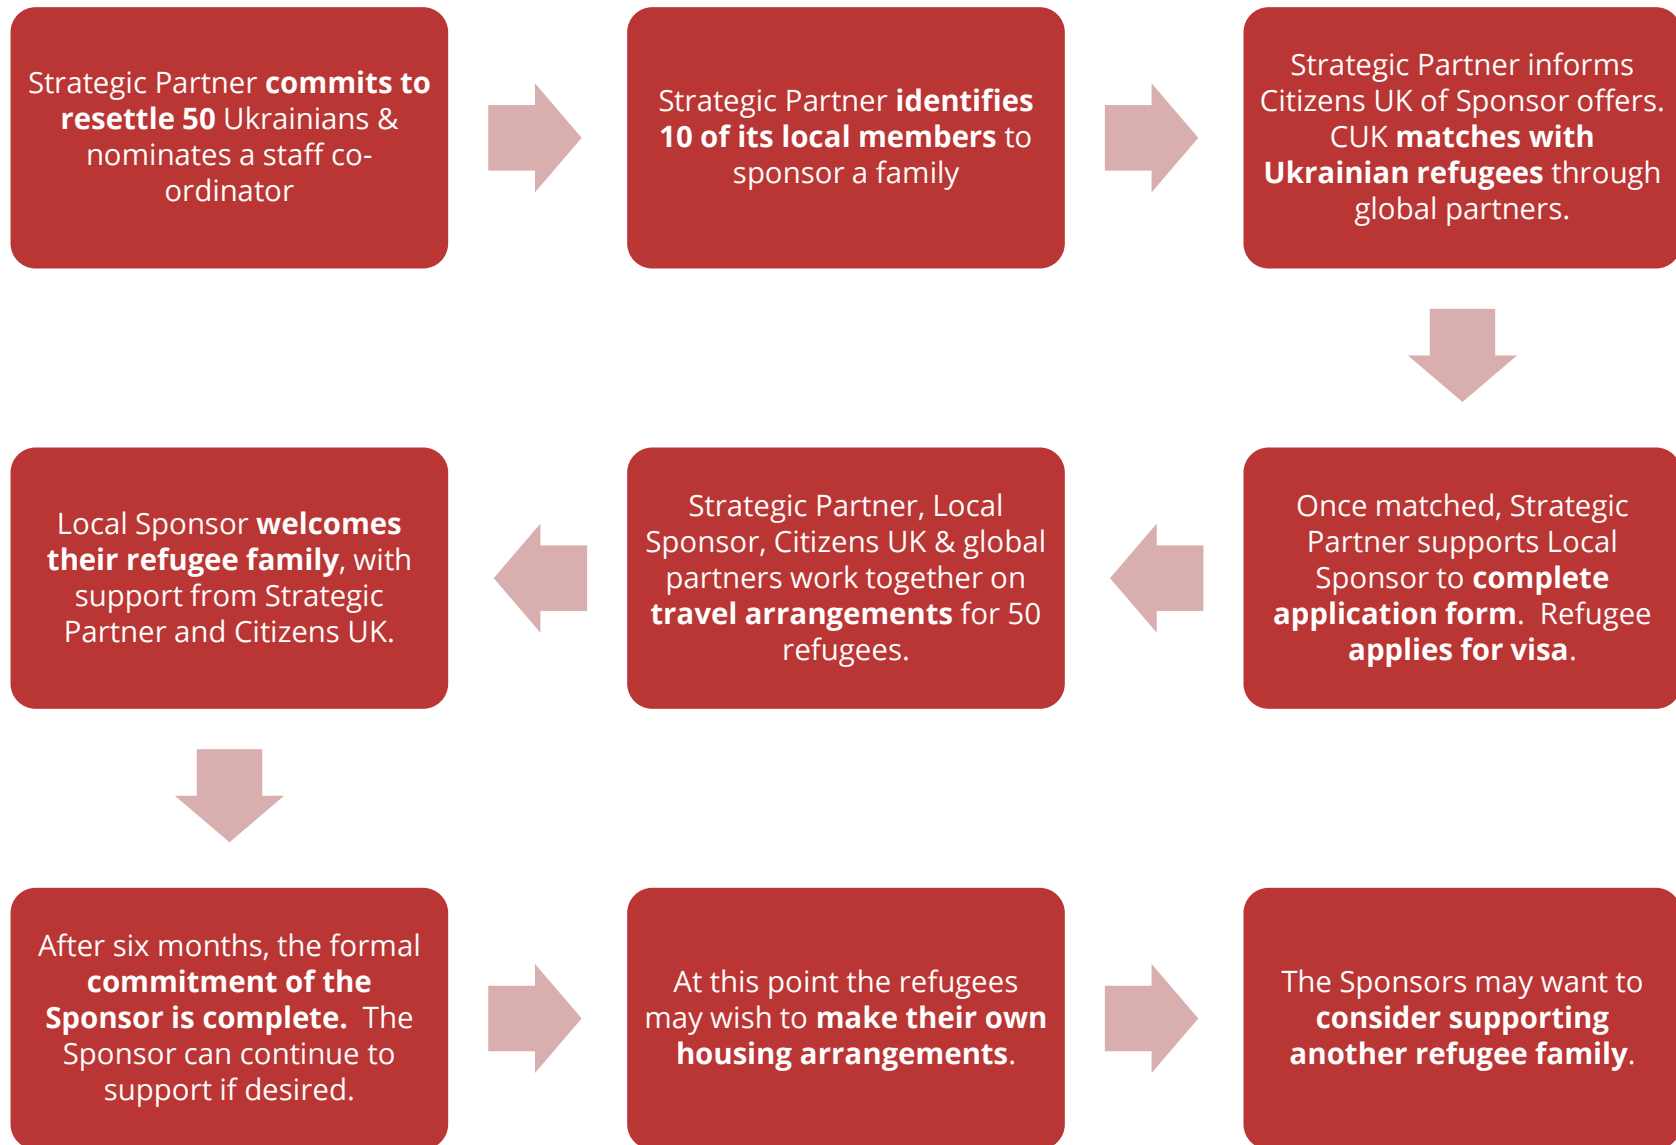 Strategic Partner commits to
resettle 50 Ukrainians &
nominates a staff co-
ordinator
Strategic Partner identifies
10 of its local members to
sponsor a family
Strategic Partner informs
Citizens UK of Sponsor offers.
CUK matches with
Ukrainian refugees through
global partners.
Once matched, Strategic
Partner supports Local
Sponsor to complete
application form.  Refugee
applies for visa.
Strategic Partner, Local
Sponsor, Citizens UK & global
partners work together on
travel arrangements for 50
refugees.
Local Sponsor welcomes
their refugee family, with
support from Strategic
Partner and Citizens UK.
After six months, the formal
commitment of the
Sponsor is complete.  The
Sponsor can continue to
support if desired.
At this point the refugees
may wish to make their own
housing arrangements.
The Sponsors may want to
consider supporting
another refugee family.